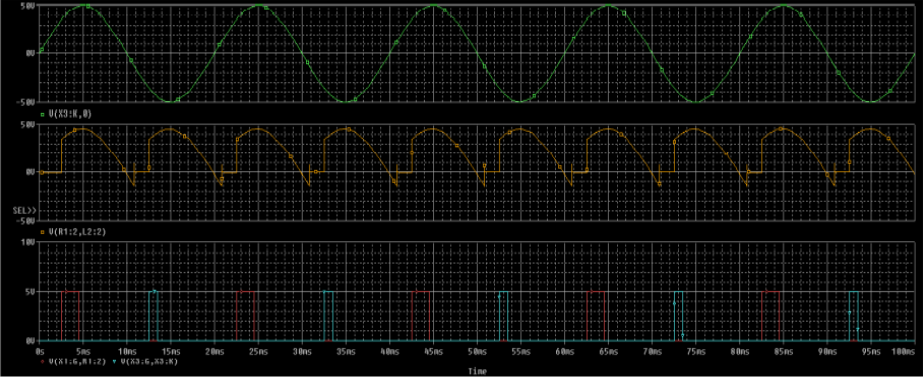 50V
0V
-50V
V(X3:K,0)
50V
0V
SEL>>
-50V
V(R1:2,L2:2)
10V
5V
0V
0s 5ms 10ms 15ms 20ms 25ms 30ms 35ms 40ms 45ms 50ms 55ms 60ms 65ms 70ms 75ms 80ms 85ms 90ms 95ms 100ms
V(X1:G,R1:2) V(X3:G,X3:K)
Time